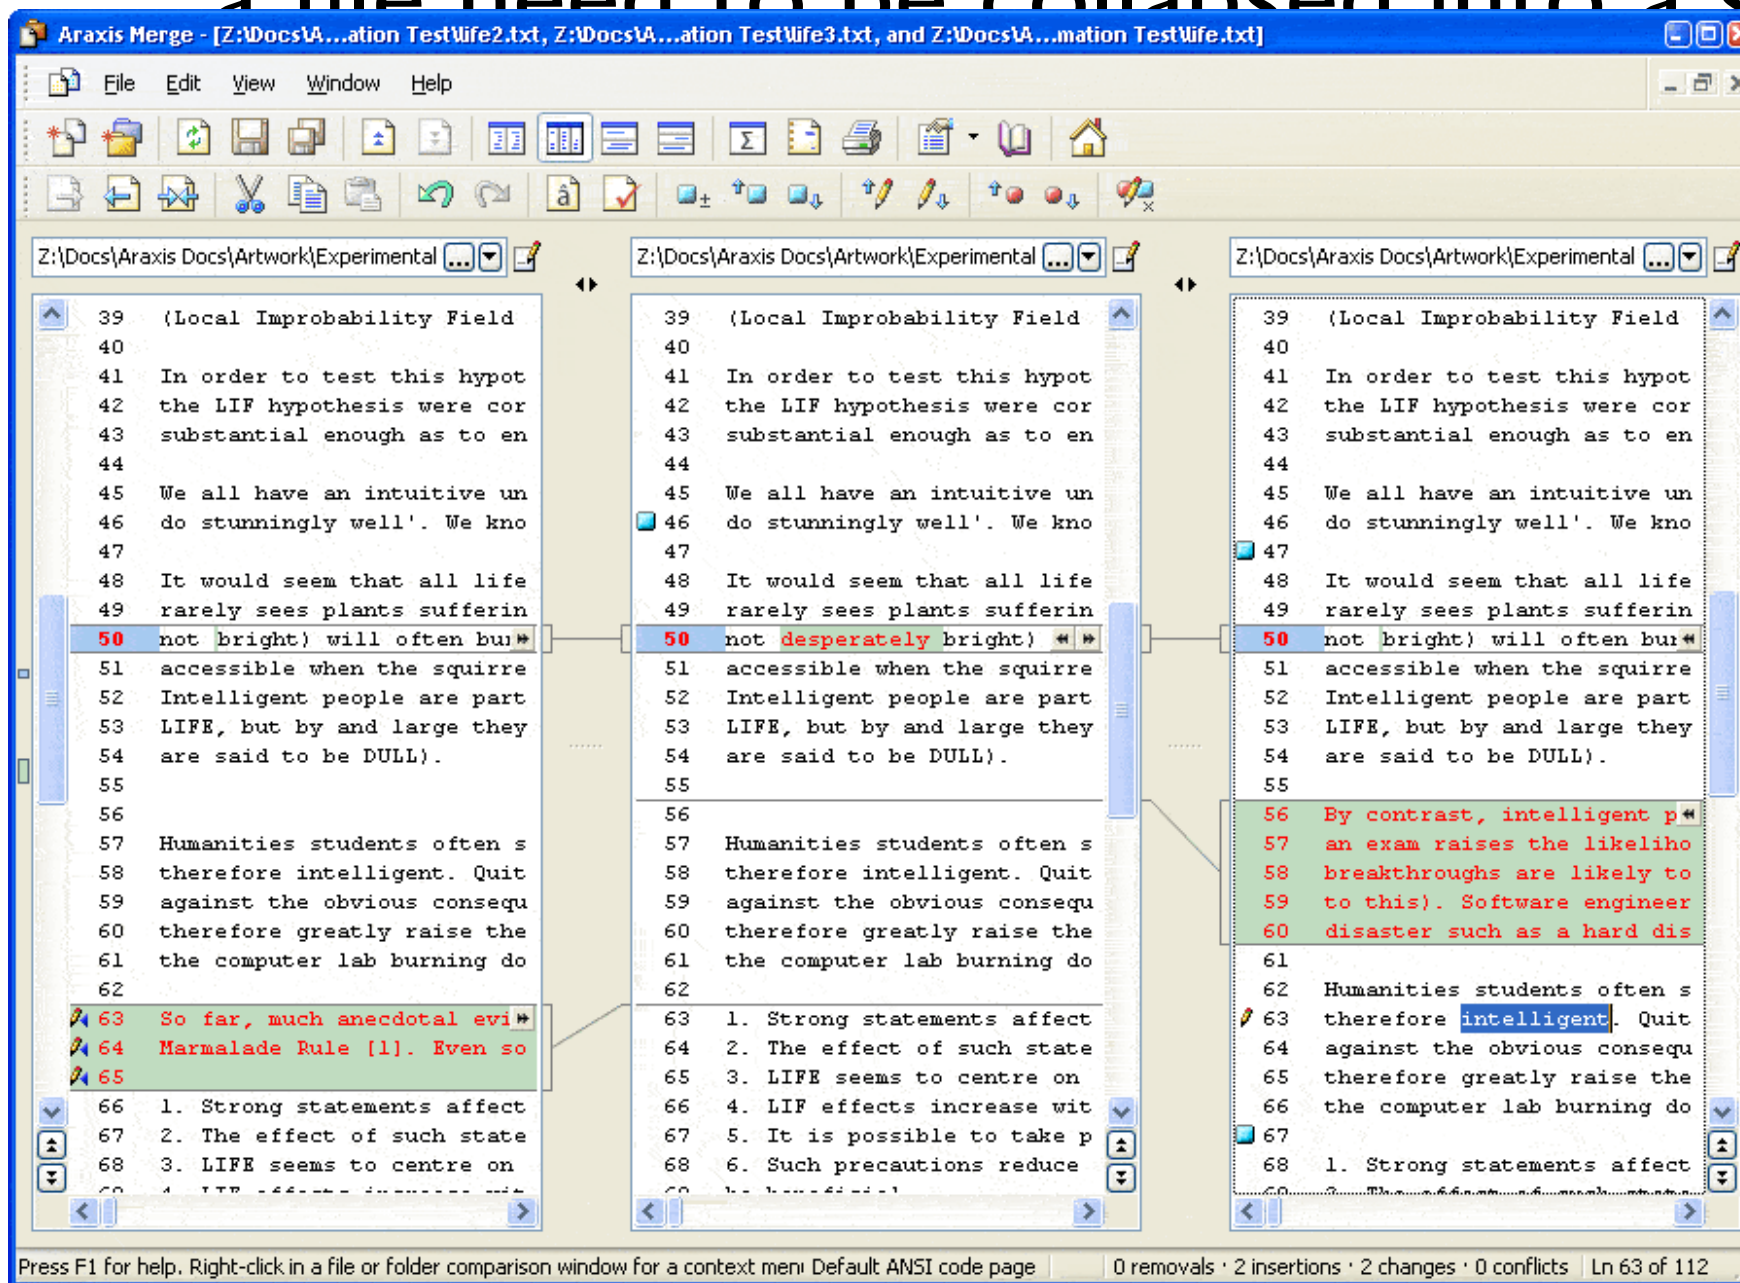 a file need to be collapsed into a s
Araxis Merge - [Z:\Docs\A...ation Test\life2.txt, Z:\Docs\A...ation Test\life3.txt, and Z:\Docs\A...mation Test\life.txt]
File Edit View Window Help
Z:\Docs\Araxis Docs\Artwork\Experimental ... Z:\Docs\Araxis Docs\Artwork\Experimental ... Z:\Docs\Araxis Docs\Artwork\Experimental ...
39 (Local Improbability Field
40
41 In order to test this hypot
42 the LIF hypothesis were cor
43 substantial enough as to en
44
45 We all have an intuitive un
46 do stunningly well'. We kno
47
48 It would seem that all life
49 rarely sees plants sufferin
50 not bright) will often bur
51 accessible when the squirre
52 Intelligent people are part
53 LIFE, but by and large they
54 are said to be DULL).
55
56
57 Humanities students often s
58 therefore intelligent. Quit
59 against the obvious consequ
60 therefore greatly raise the
61 the computer lab burning do
62
63 So far, much anecdotal evi
64 Marmalade Rule [1]. Even so
65
66 1. Strong statements affect
67 2. The effect of such state
68 3. LIFE seems to centre on
39 (Local Improbability Field
40
41 In order to test this hypot
42 the LIF hypothesis were cor
43 substantial enough as to en
44
45 We all have an intuitive un
46 do stunningly well'. We kno
47
48 It would seem that all life
49 rarely sees plants sufferin
50 not desperately bright)
51 accessible when the squirre
52 Intelligent people are part
53 LIFE, but by and large they
54 are said to be DULL).
55
56
57 Humanities students often s
58 therefore intelligent. Quit
59 against the obvious consequ
60 therefore greatly raise the
61 the computer lab burning do
62
63 1. Strong statements affect
64 2. The effect of such state
65 3. LIFE seems to centre on
66 4. LIF effects increase wit
67 5. It is possible to take p
68 6. Such precautions reduce
39 (Local Improbability Field
40
41 In order to test this hypot
42 the LIF hypothesis were cor
43 substantial enough as to en
44
45 We all have an intuitive un
46 do stunningly well'. We kno
47
48 It would seem that all life
49 rarely sees plants sufferin
50 not bright) will often bur
51 accessible when the squirre
52 Intelligent people are part
53 LIFE, but by and large they
54 are said to be DULL).
55
56 By contrast, intelligent p
57 an exam raises the likeliho
58 breakthroughs are likely to
59 to this). Software engineer
60 disaster such as a hard dis
61
62 Humanities students often s
63 therefore intelligent. Quit
64 against the obvious consequ
65 therefore greatly raise the
66 the computer lab burning do
67
68 1. Strong statements affect
Press F1 for help. Right-click in a file or folder comparison window for a context men Default ANSI code page 0 removals · 2 insertions · 2 changes · 0 conflicts Ln 63 of 112